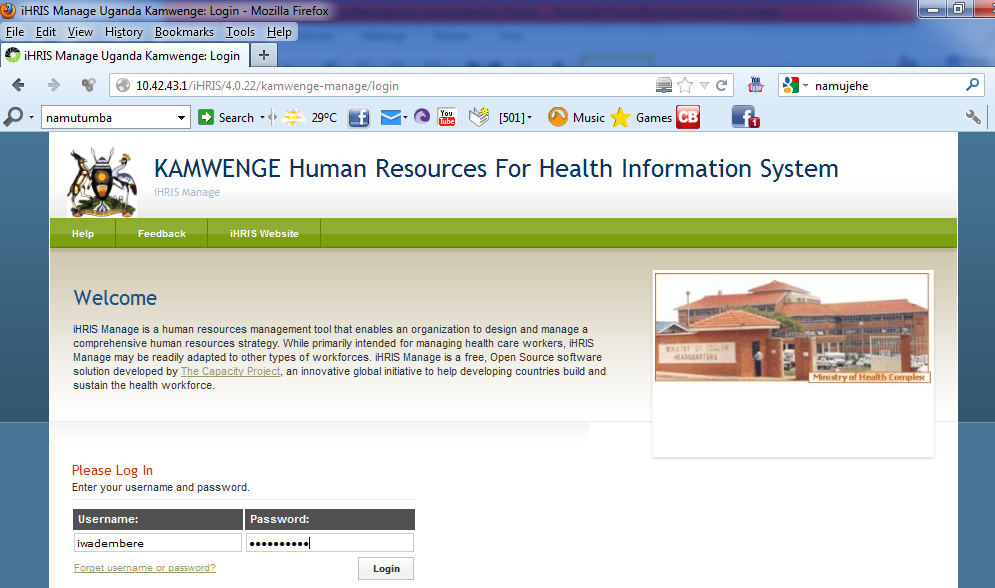 iHRIS Manage Uganda Kamwenge: Login - Mozilla Firefox
File Edit View History Bookmarks Tools Help
iHRIS Manage Uganda Kamwenge: Login
10.42.43.1/iHRIS/4.0.22/kamwenge-manage/login
namujehe
namutumba
Search
29ºC
You Tube
[501]
Music
Games
CB
1
KAMWENGE Human Resources For Health Information System
iHRIS Manage
Help Feedback iHRIS Website
Welcome
iHRIS Manage is a human resources management tool that enables an organization to design and manage a
comprehensive human resources strategy. While primarily intended for managing health care workers, iHRIS
Manage may be readily adapted to other types of workforces. iHRIS Manage is a free, Open Source software
solution developed by The Capacity Project, an innovative global initiative to help developing countries build and
sustain the health workforce.
MINISTRY OF HEALTH
HEADQUARTERS
Ministry of Health Complex
Please Log In
Enter your username and password.
Username: Password:
iwadembere ••••••••••
Forget username or password?
Login